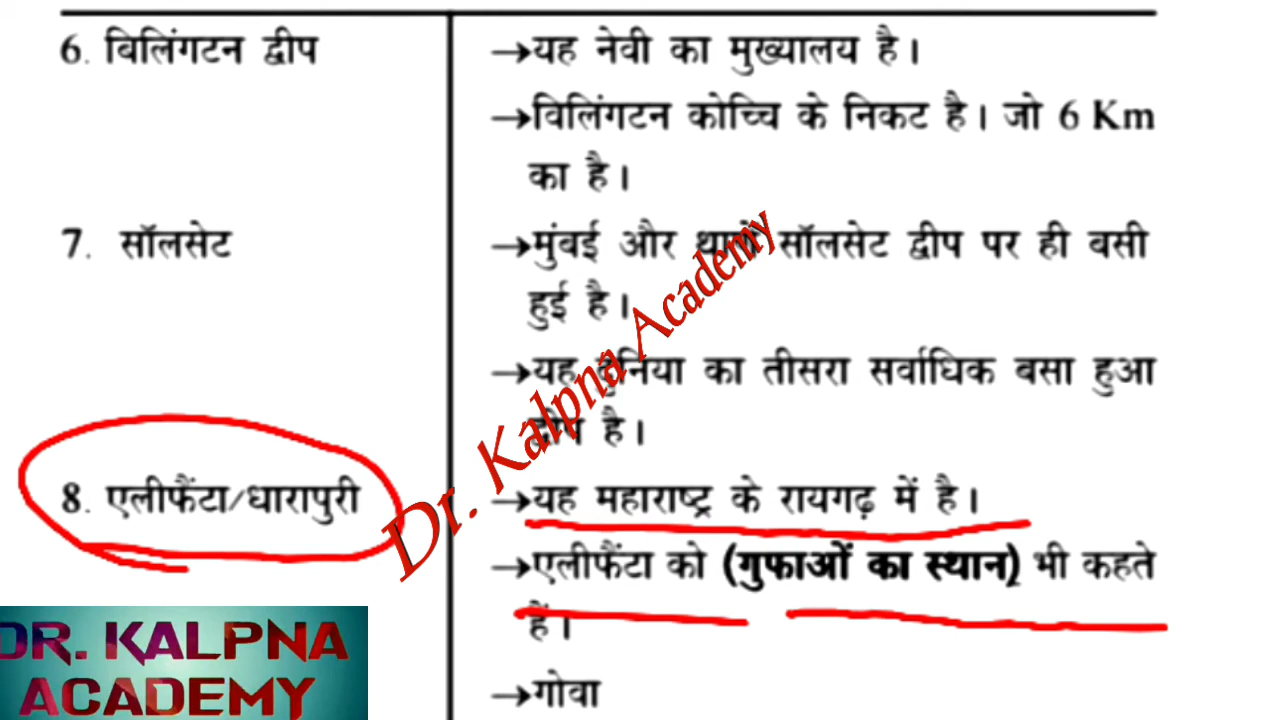 6. विलिंगटन द्वीप
→यह नेवी का मुख्यालय है।
→विलिंगटन कोच्चि के निकट है। जो 6 Km
का है।
7. सॉलसेट
→मुंबई और थाणे सॉलसेट द्वीप पर ही बसी
हुई है।
→यह दुनिया का तीसरा सर्वाधिक बसा हुआ
द्वीप है।
8. एलीफैंटा/धारापुरी
→यह महाराष्ट्र के रायगढ़ में है।
→एलीफैंटा को (गुफाओं का स्थान) भी कहते
हैं।
→गोवा
Dr. Kalpna Academy
DR. KALPNA
ACADEMY